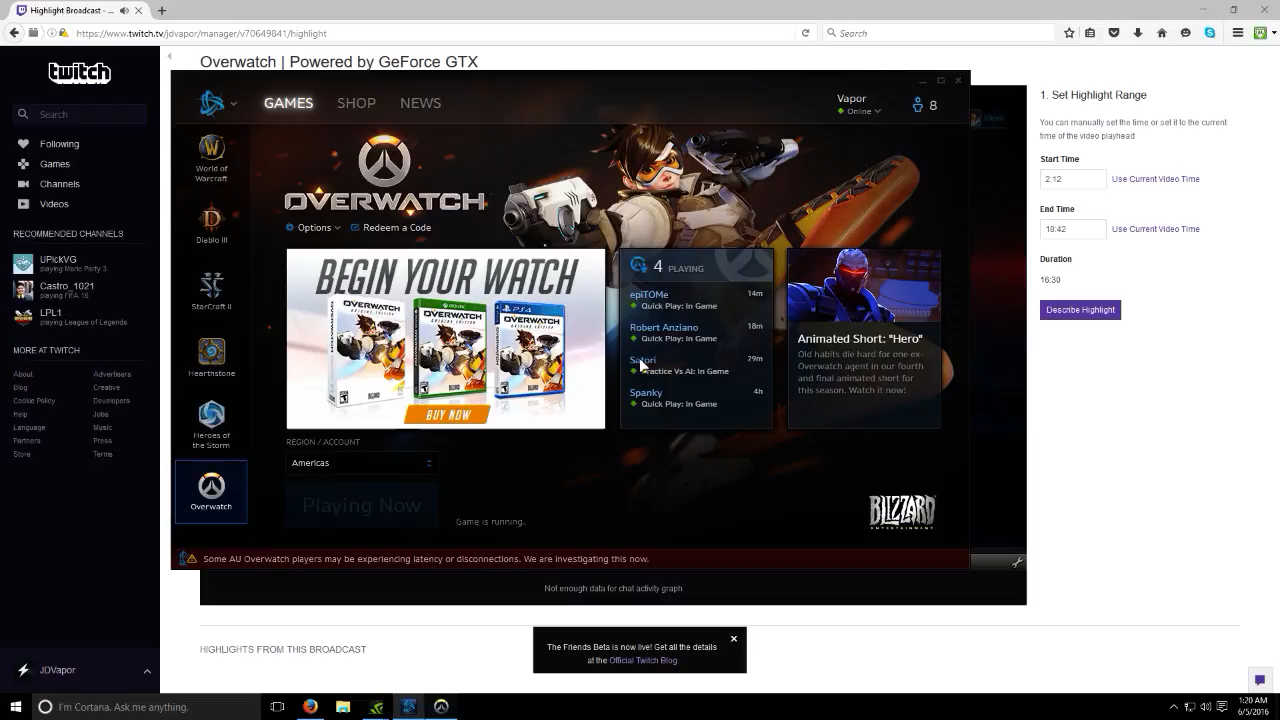 Highlight Broadcast -
https://www.twitch.tv/jdvapor/manager/v70649841/highlight
Search
twitch
Search
Following
Games
Channels
Videos
RECOMMENDED CHANNELS
UPickVG
playing Mario Party 3
Castro_1021
playing FIFA 16
LPL1
playing League of Legends
MORE AT TWITCH
About
Advertisers
Blog
Creative
Cookie Policy
Developers
Help
Jobs
Language
Music
Partners
Press
Store
Terms
JDVapor
Overwatch | Powered by GeForce GTX
GAMES SHOP NEWS
Vapor
Online
8
World of
Warcraft
Diablo III
StarCraft II
Hearthstone
Heroes of
the Storm
Overwatch
OVERWATCH
Options
Redeem a Code
BEGIN YOUR WATCH
BUY NOW
4 PLAYING
epiTOMe 14m
Quick Play: In Game
Robert Anziano 18m
Quick Play: In Game
Satori 29m
Practice Vs AI: In Game
Spanky 4h
Quick Play: In Game
Animated Short: "Hero"
Old habits die hard for one ex-
Overwatch agent in our fourth
and final animated short for
this season. Watch it now!
REGION / ACCOUNT
Americas
Playing Now
Game is running.
BLIZZARD
ENTERTAINMENT
Some AU Overwatch players may be experiencing latency or disconnections. We are investigating this now.
Vapor
Not enough data for chat activity graph
HIGHLIGHTS FROM THIS BROADCAST
The Friends Beta is now live! Get all the details
at the Official Twitch Blog
1. Set Highlight Range
You can manually set the time or set it to the current
time of the video playhead
Start Time
2:12 Use Current Video Time
End Time
18:42 Use Current Video Time
Duration
16:30
Describe Highlight
I'm Cortana. Ask me anything.
1:20 AM
6/5/2016